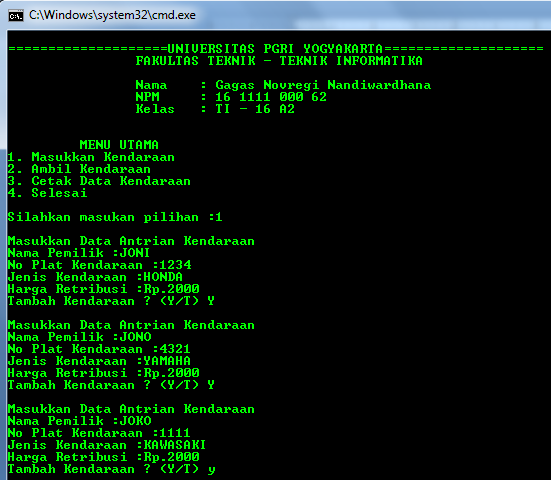 C:\Windows\system32\cmd.exe
====================UNIVERSITAS PGRI YOGYAKARTA====================
FAKULTAS TEKNIK - TEKNIK INFORMATIKA
Nama : Gagas Novregi Nandiwardhana
NPM : 16 1111 000 62
Kelas : TI - 16 A2
MENU UTAMA
1. Masukkan Kendaraan
2. Ambil Kendaraan
3. Cetak Data Kendaraan
4. Selesai
Silahkan masukan pilihan :1
Masukkan Data Antrian Kendaraan
Nama Pemilik :JONI
No Plat Kendaraan :1234
Jenis Kendaraan :HONDA
Harga Retribusi :Rp.2000
Tambah Kendaraan ? (Y/T) Y
Masukkan Data Antrian Kendaraan
Nama Pemilik :JONO
No Plat Kendaraan :4321
Jenis Kendaraan :YAMAHA
Harga Retribusi :Rp.2000
Tambah Kendaraan ? (Y/T) Y
Masukkan Data Antrian Kendaraan
Nama Pemilik :JOKO
No Plat Kendaraan :1111
Jenis Kendaraan :KAWASAKI
Harga Retribusi :Rp.2000
Tambah Kendaraan ? (Y/T) y